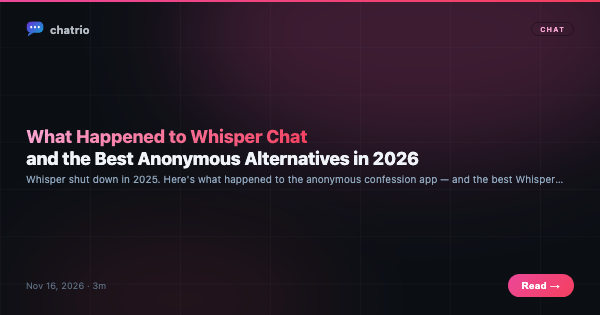 chatrio
CHAT
What Happened to Whisper Chat
and the Best Anonymous Alternatives in 2026
Whisper shut down in 2025. Here's what happened to the anonymous confession app — and the best Whisper...
Nov 16, 2026 · 3m
Read →